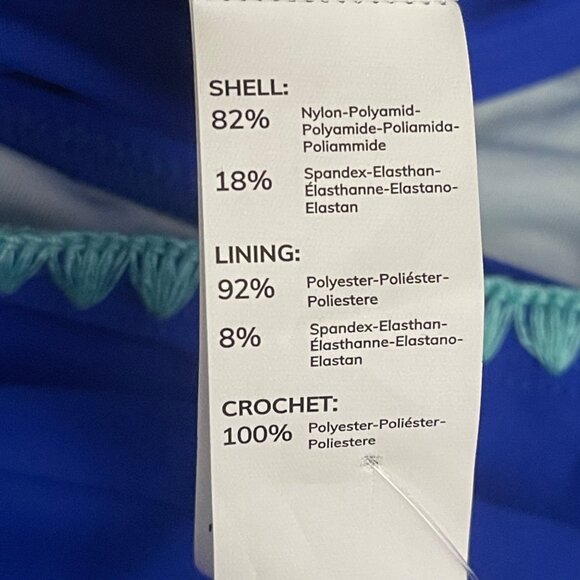 SHELL:
82% Nylon-Polyamid-
Polyamide-Poliamida-
Poliammide
18% Spandex-Elasthan-
Élasthanne-Elastano-
Elastan
LINING:
92% Polyester-Poliéster-
Poliestere
8% Spandex-Elasthan-
Élasthanne-Elastano-
Elastan
CROCHET:
100% Polyester-Poliéster-
Poliestere